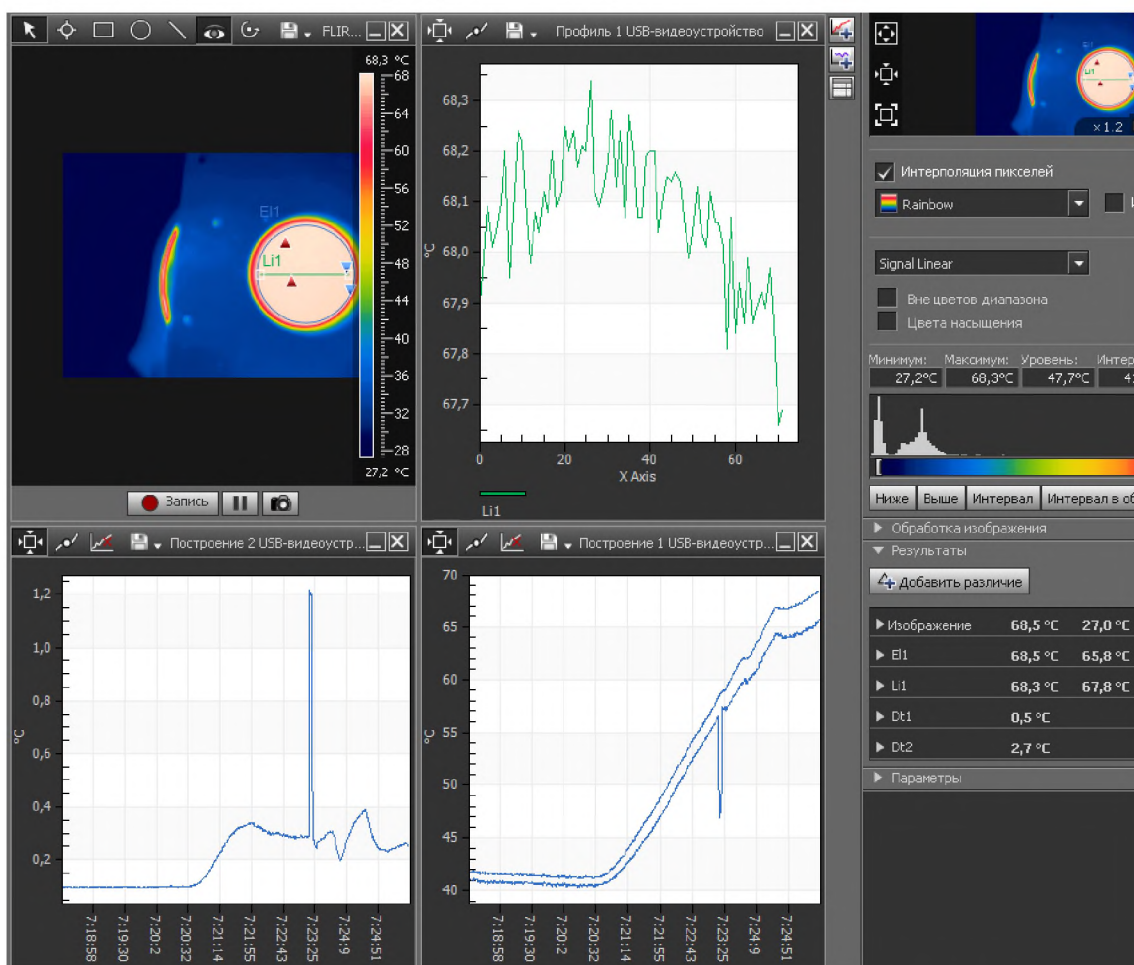 FLIR...
68,3 °C
68
64
60
56
52
48
44
40
36
32
28
27,2 °C
El1
Li1
Запись
Профиль 1 USB-видеоустройство
68,3
68,2
68,1
68,0
67,9
67,8
67,7
°C
0
20
40
60
X Axis
Li1
El1
Li1
x1.2
Интерполяция пикселей
Rainbow
Signal Linear
Вне цветов диапазона
Цвета насыщения
Минимум: Максимум: Уровень: Интер
27,2°C 68,3°C 47,7°C 4
Ниже Выше Интервал Интервал в об
Обработка изображения
Результаты
Добавить различие
Изображение 68,5 °C 27,0 °C
El1 68,5 °C 65,8 °C
Li1 68,3 °C 67,8 °C
Dt1 0,5 °C
Dt2 2,7 °C
Параметры
Построение 2 USB-видеоустр...
1,2
1,0
0,8
0,6
0,4
0,2
°C
7:18:58
7:19:30
7:20:2
7:20:32
7:21:14
7:21:55
7:22:43
7:23:25
7:24:9
7:24:51
Построение 1 USB-видеоустр...
70
65
60
55
50
45
40
°C
7:18:58
7:19:30
7:20:2
7:20:32
7:21:14
7:21:55
7:22:43
7:23:25
7:24:9
7:24:51